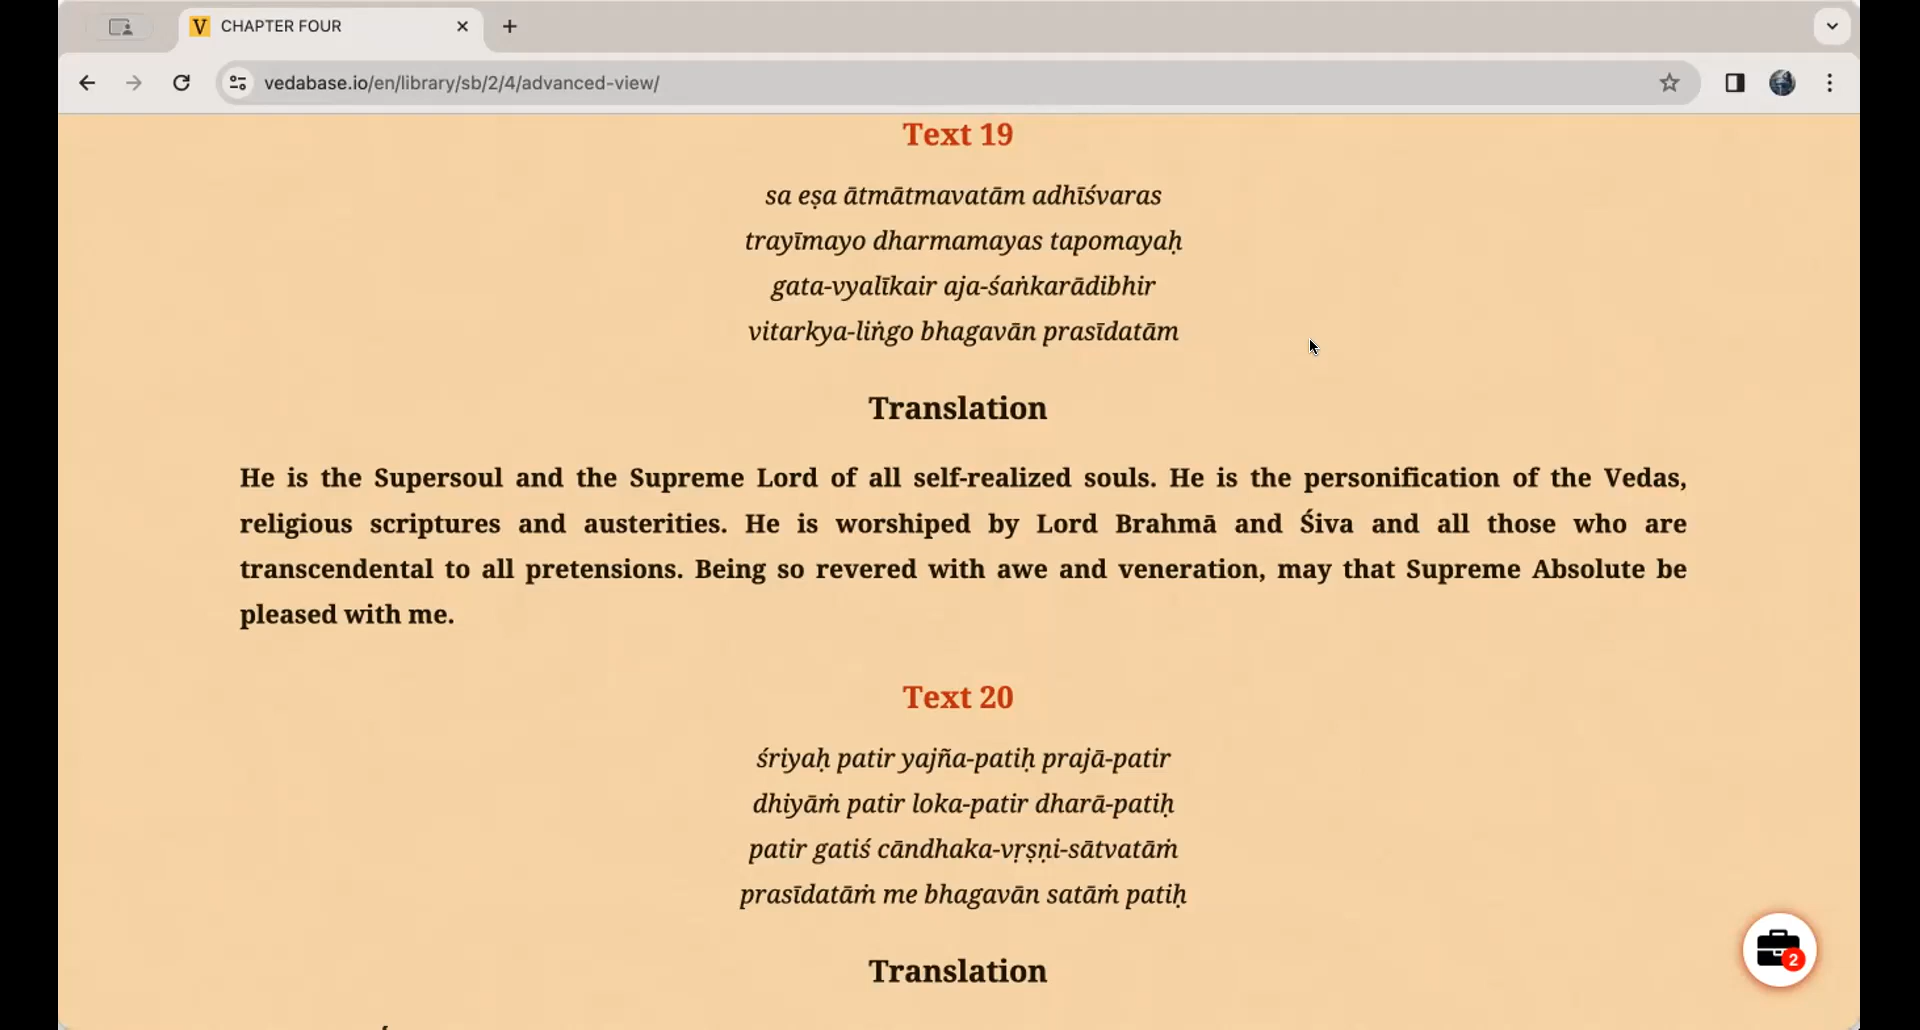 V CHAPTER FOUR
vedabase.io/en/library/sb/2/4/advanced-view/
Text 19
sa eṣa ātmātmavatām adhīśvaras
trayīmayo dharmamayas tapomayaḥ
gata-vyalīkair aja-śaṅkarādibhir
vitarkya-liṅgo bhagavān prasīdatām
Translation
He is the Supersoul and the Supreme Lord of all self-realized souls. He is the personification of the Vedas,
religious scriptures and austerities. He is worshiped by Lord Brahmā and Śiva and all those who are
transcendental to all pretensions. Being so revered with awe and veneration, may that Supreme Absolute be
pleased with me.
Text 20
śriyaḥ patir yajña-patiḥ prajā-patir
dhiyāṁ patir loka-patir dharā-patiḥ
patir gatiś cāndhaka-vṛṣṇi-sātvatāṁ
prasīdatāṁ me bhagavān satāṁ patiḥ
Translation
2